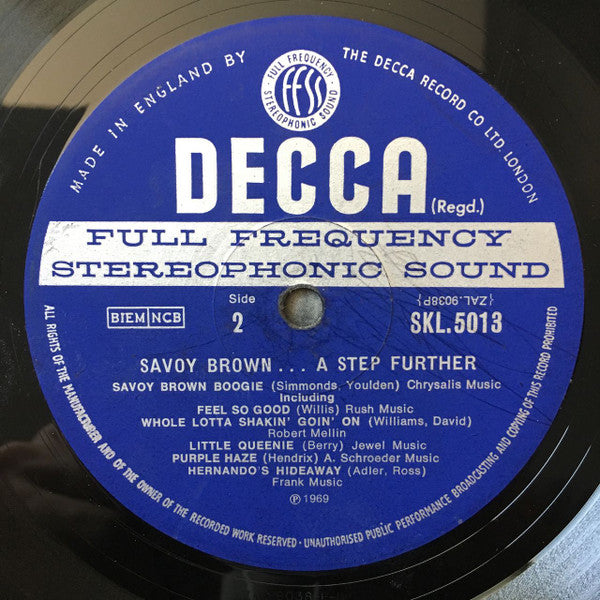 MADE IN ENGLAND BY THE DECCA RECORD CO LTD. LONDON
FULL FREQUENCY
FFSS
STEREOPHONIC SOUND
DECCA
(Regd.)
FULL FREQUENCY
STEREOPHONIC SOUND
BIEM NCB
Side
2
{ZAL.9038P}
SKL.5013
SAVOY BROWN... A STEP FURTHER
SAVOY BROWN BOOGIE (Simmonds, Youlden) Chrysalis Music
Including
FEEL SO GOOD (Willis) Rush Music
WHOLE LOTTA SHAKIN' GOIN' ON (Williams, David)
Robert Mellin
LITTLE QUEENIE (Berry) Jewel Music
PURPLE HAZE (Hendrix) A. Schroeder Music
HERNANDO'S HIDEAWAY (Adler, Ross)
Frank Music
℗ 1969
ALL RIGHTS OF THE MANUFACTURER AND OF THE OWNER OF THE RECORDED WORK RESERVED · UNAUTHORISED PUBLIC PERFORMANCE BROADCASTING AND COPYING OF THIS RECORD PROHIBITED